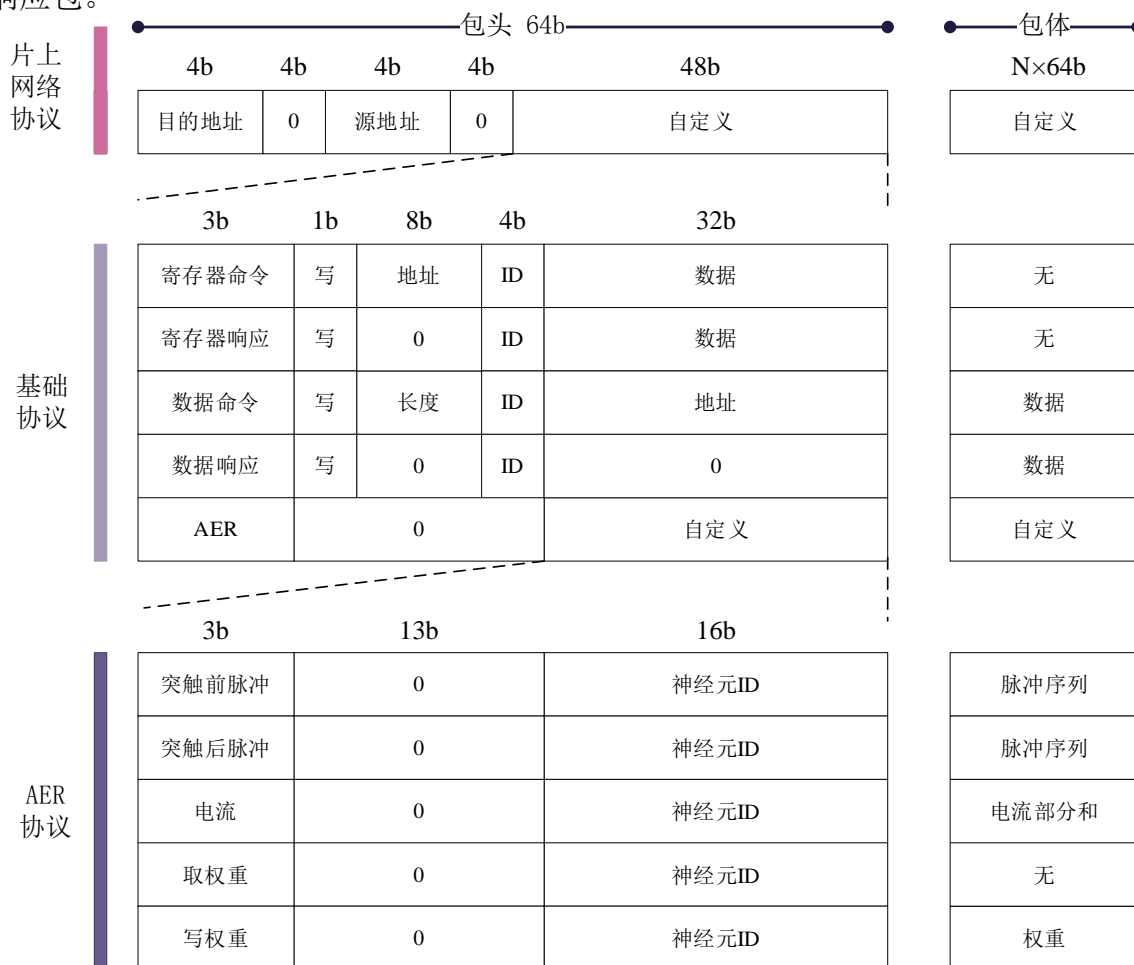 响应包。
包头 64b 包体
片上
网络
协议
4b 4b 4b 4b 48b N×64b
目的地址 0 源地址 0 自定义 自定义
3b 1b 8b 4b 32b
基础
协议
寄存器命令 写 地址 ID 数据 无
寄存器响应 写 0 ID 数据 无
数据命令 写 长度 ID 地址 数据
数据响应 写 0 ID 0 数据
AER 0 自定义 自定义
3b 13b 16b
AER
协议
突触前脉冲 0 神经元ID 脉冲序列
突触后脉冲 0 神经元ID 脉冲序列
电流 0 神经元ID 电流部分和
取权重 0 神经元ID 无
写权重 0 神经元ID 权重